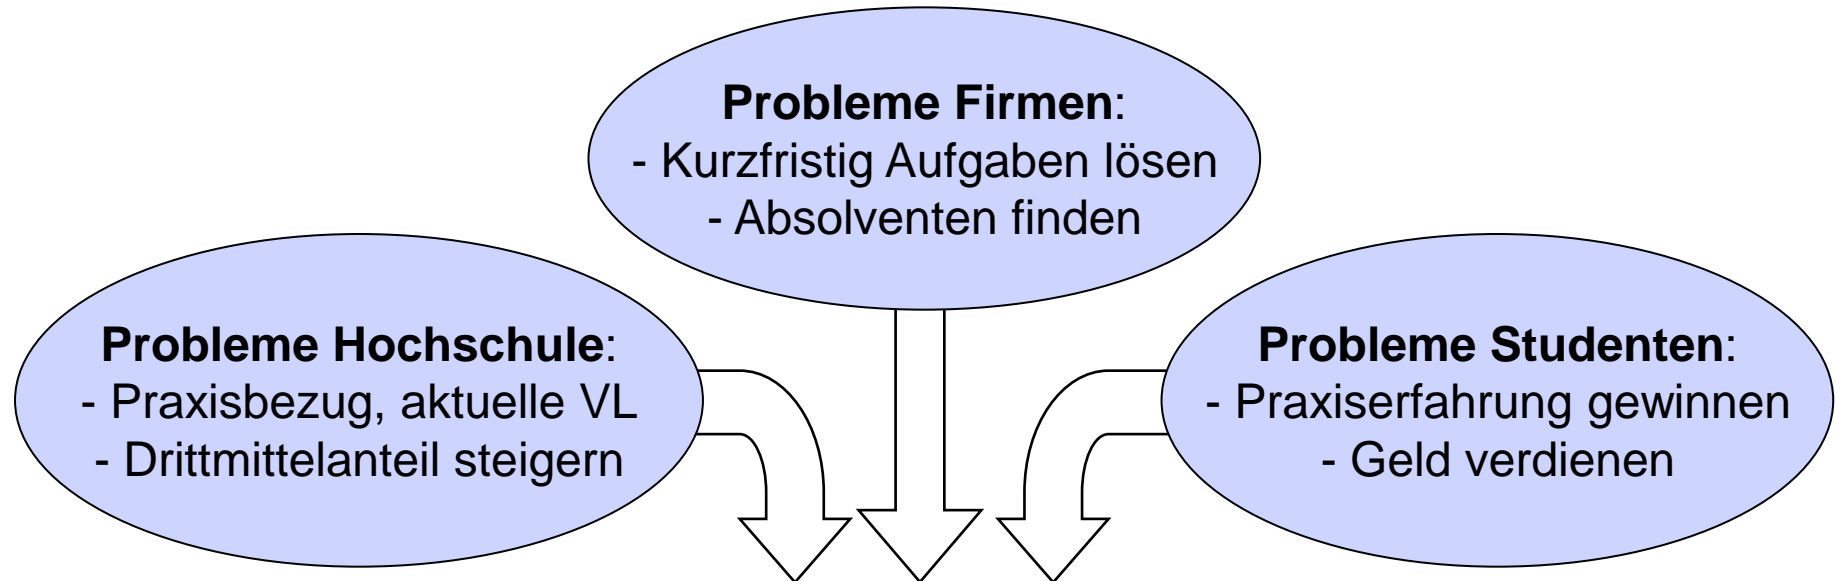 Probleme Firmen:
- Kurzfristig Aufgaben lösen
- Absolventen finden
Probleme Hochschule:
- Praxisbezug, aktuelle VL
- Drittmittelanteil steigern
Probleme Studenten:
- Praxiserfahrung gewinnen
- Geld verdienen